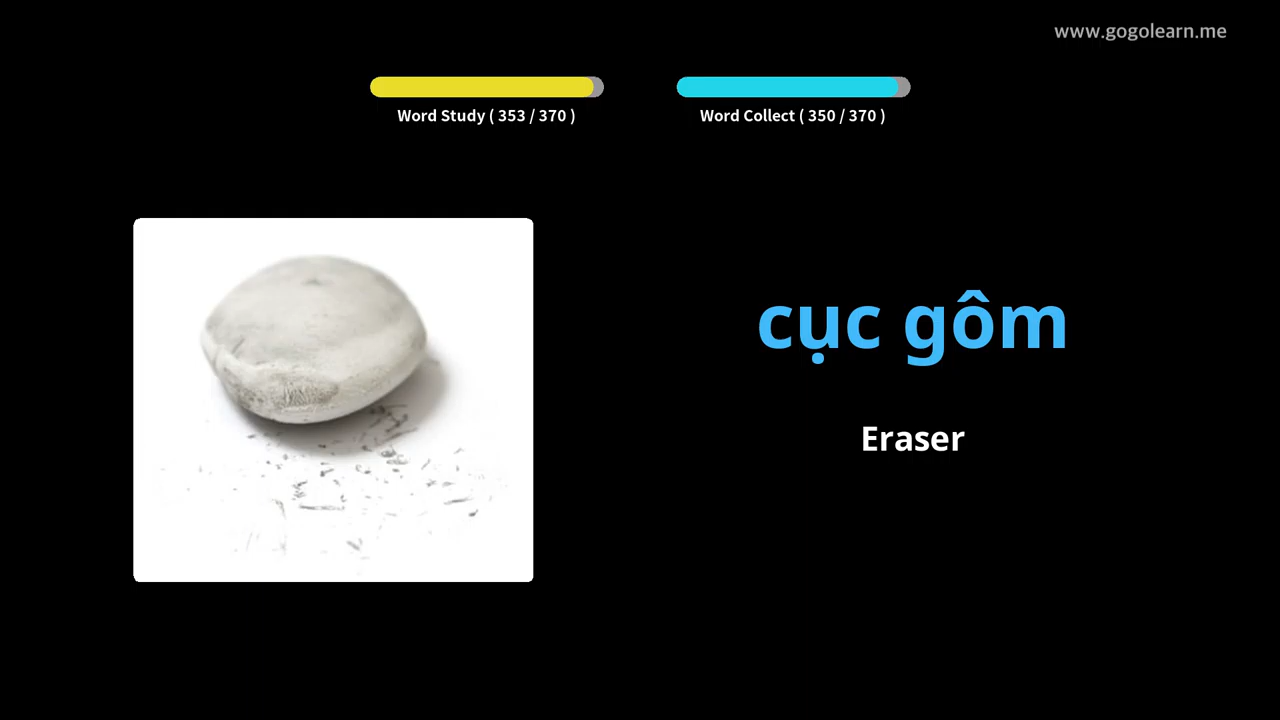 www.gogolearn.me
Word Study ( 353 / 370 )
Word Collect ( 350 / 370 )
cục gôm
Eraser